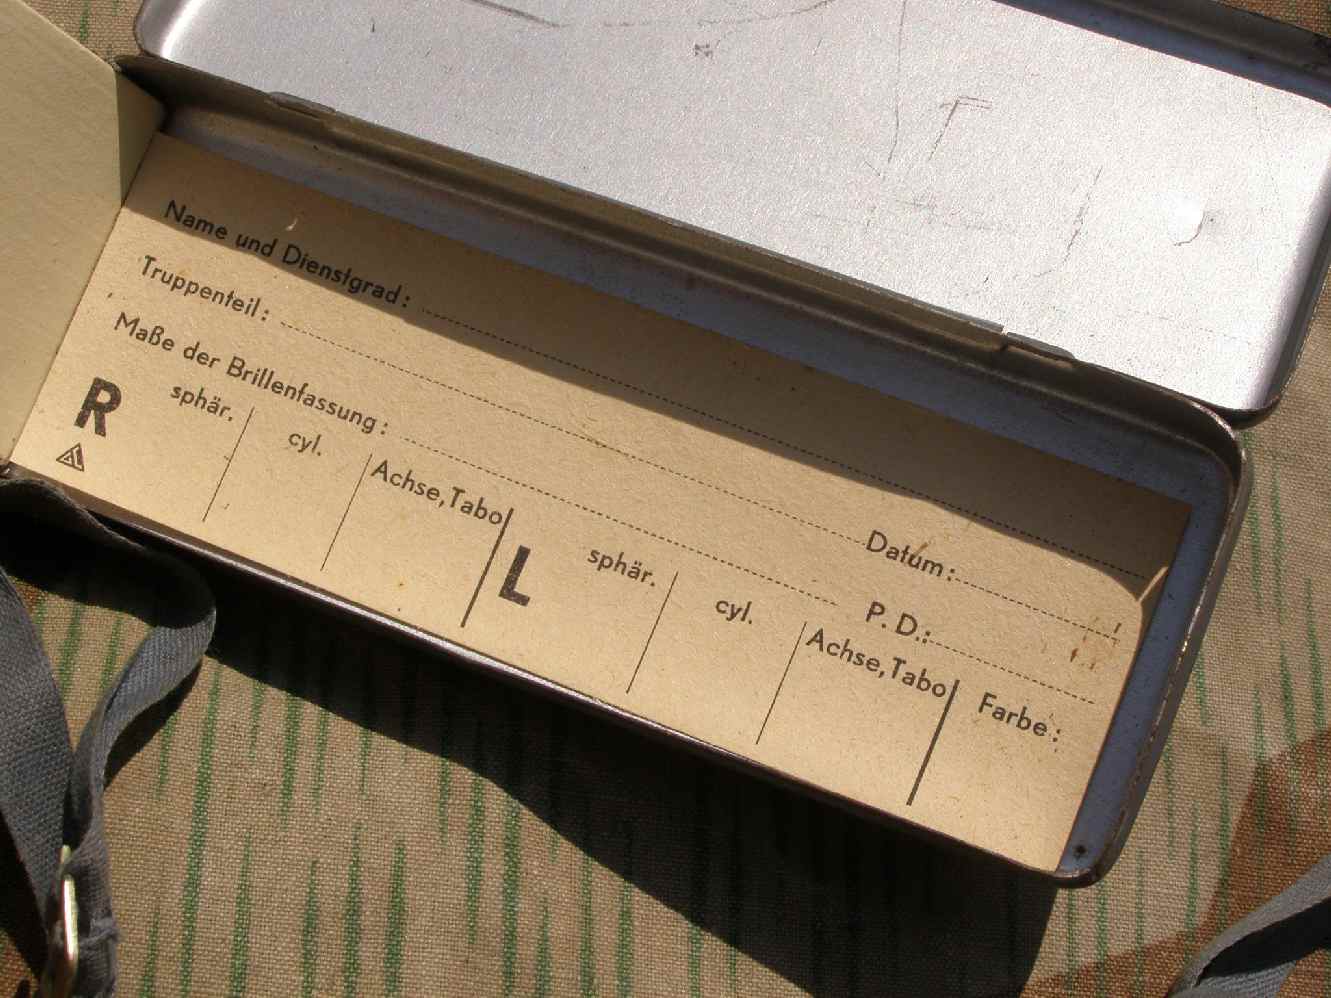 Name und Dienstgrad:
Truppenteil: Datum:
Maße der Brillenfassung: P. D.:
R sphär. cyl. Achse, Tabo L sphär. cyl. Achse, Tabo Farbe: